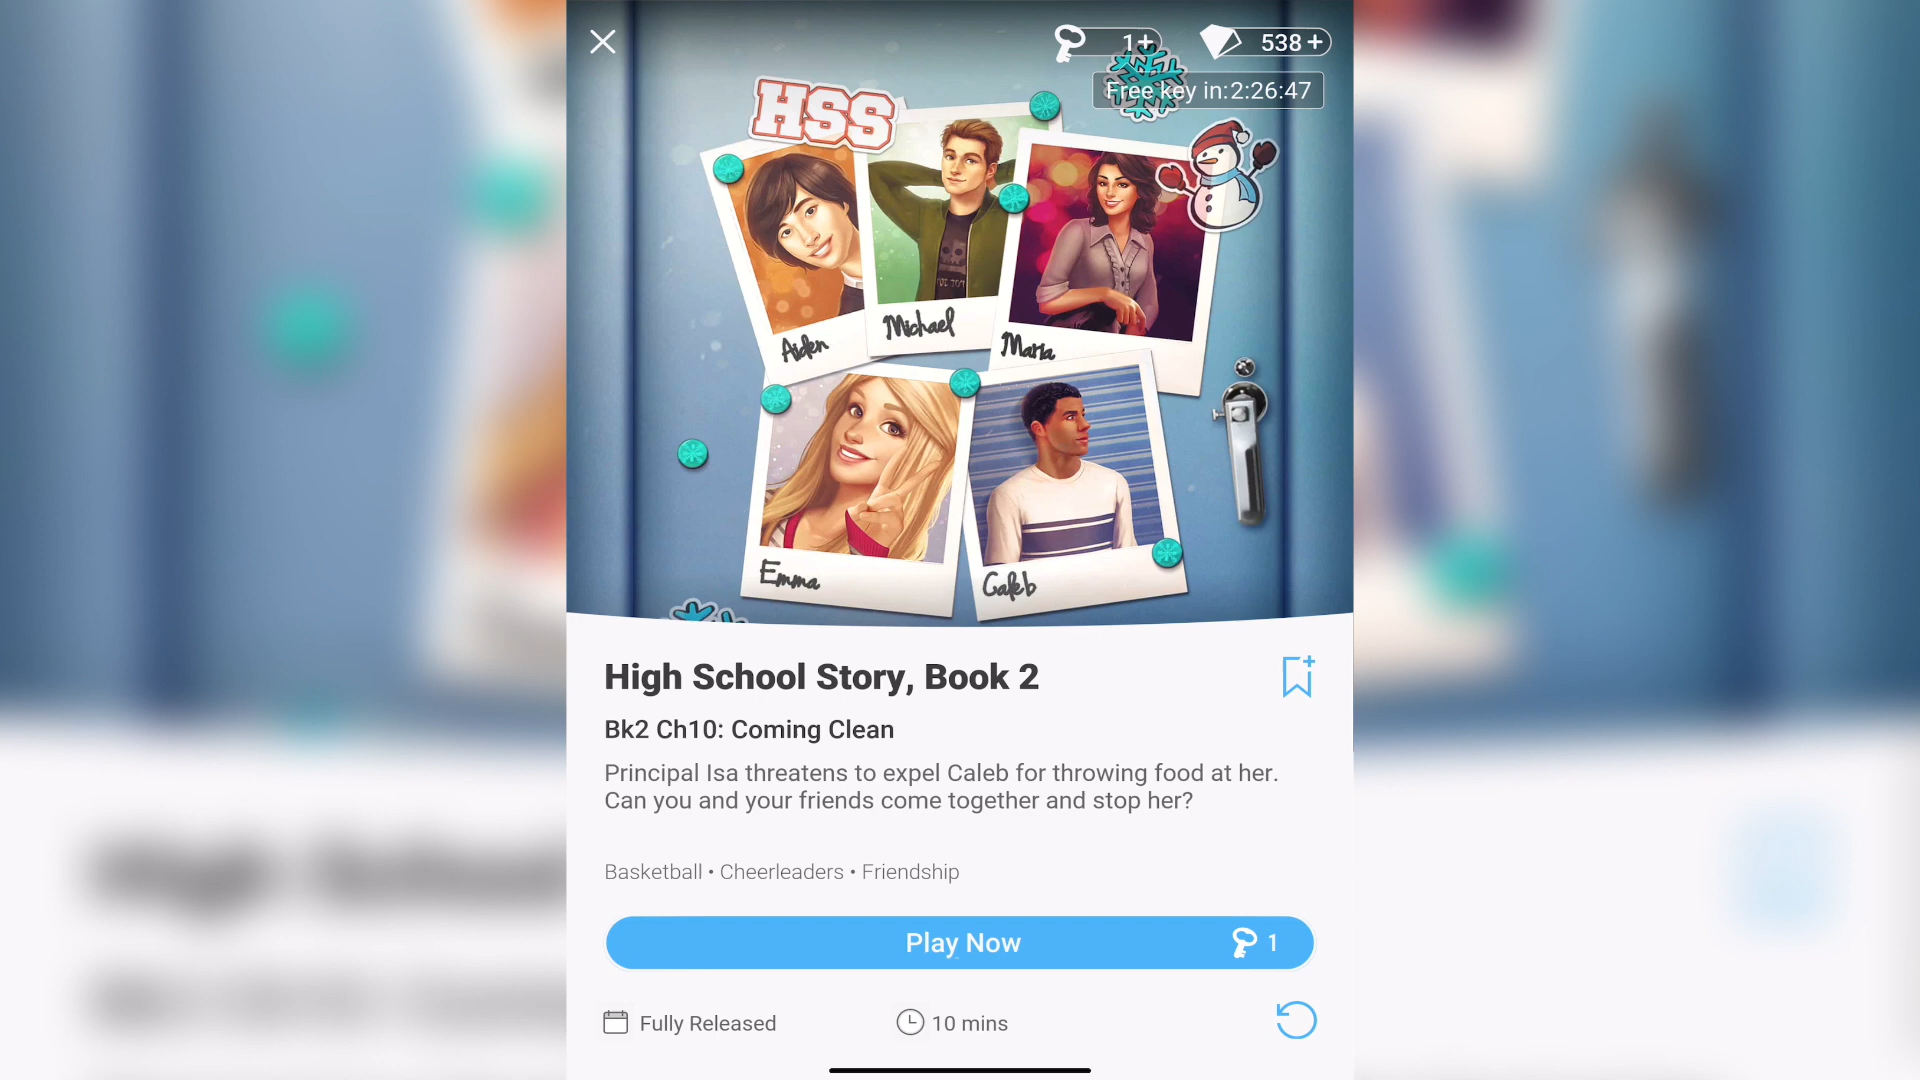 1+
538 +
Free key in:2:26:47
HSS
Aiden
Michael
Maria
Emma
Caleb
High School Story, Book 2
Bk2 Ch10: Coming Clean
Principal Isa threatens to expel Caleb for throwing food at her.
Can you and your friends come together and stop her?
Basketball • Cheerleaders • Friendship
Play Now 1
Fully Released
10 mins